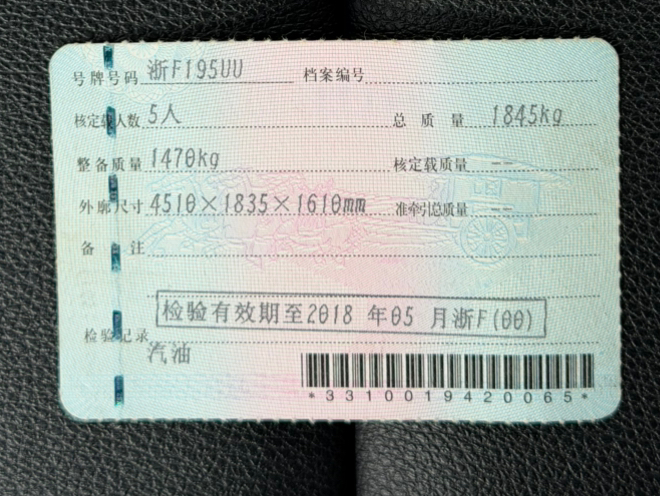 号牌号码 浙F195UU 档案编号
核定载人数 5人 总质量 1845kg
整备质量 1470kg 核定载质量 --
外廓尺寸 4510×1835×1610mm 准牵引总质量 --
备注
检验有效期至2018 年05 月浙F(00)
检验记录
汽油
*3310019420065*